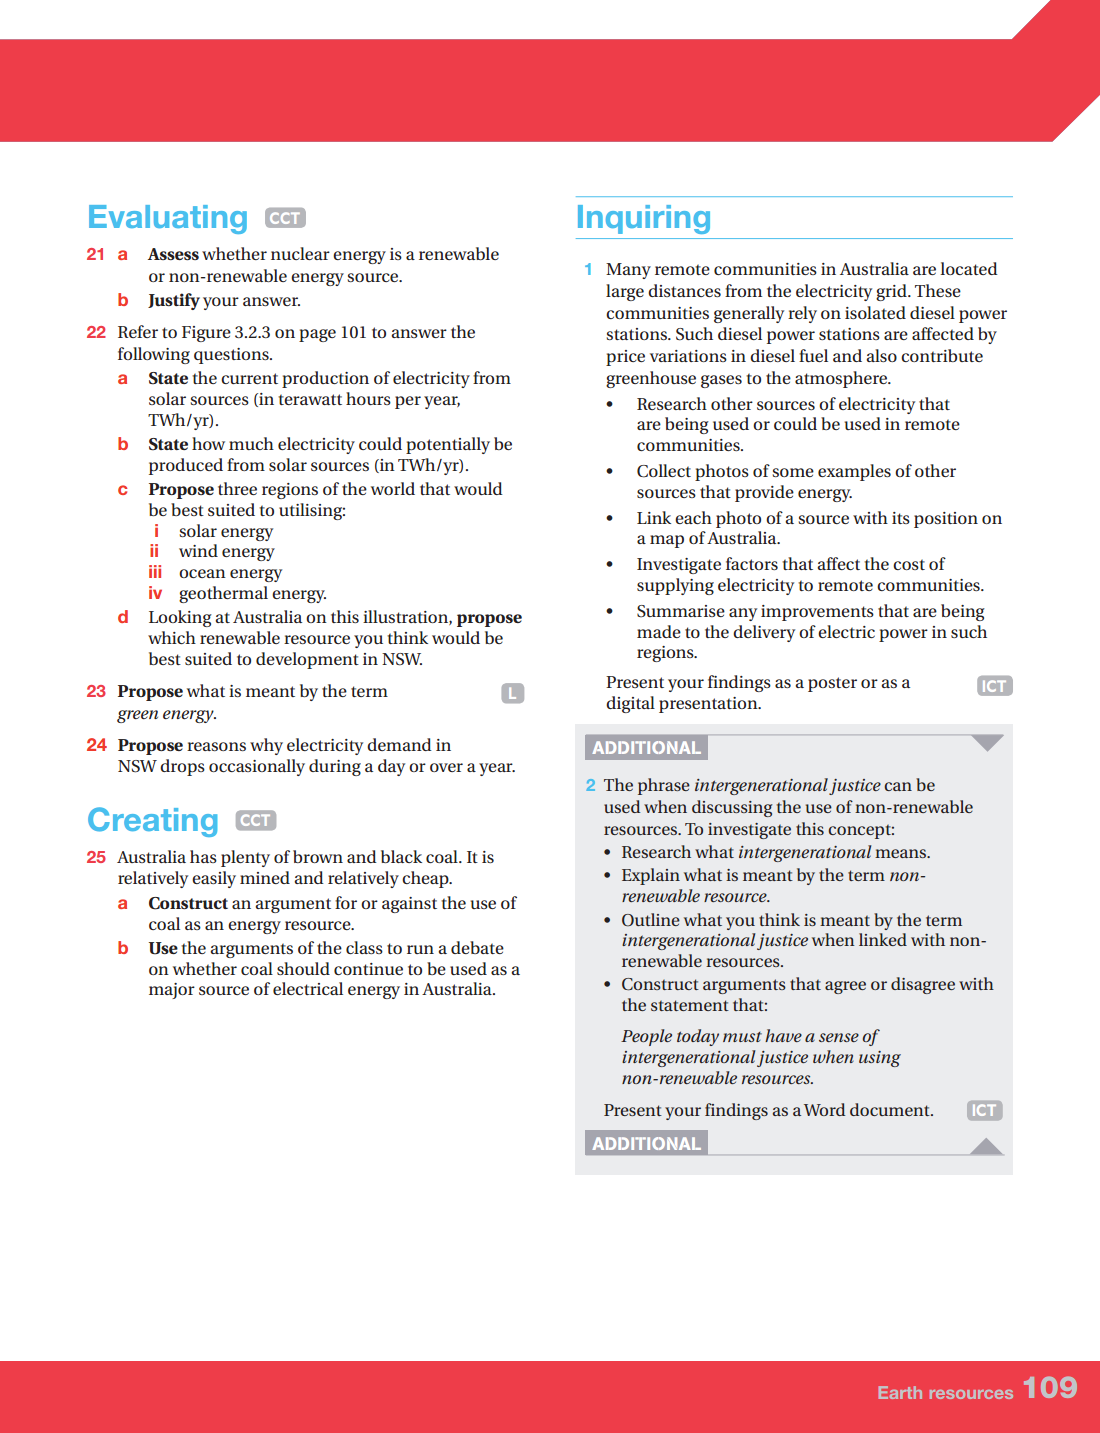 Evaluating CCT
21 a Assess whether nuclear energy is a renewable
or non-renewable energy source.
b Justify your answer.
22 Refer to Figure 3.2.3 on page 101 to answer the
following questions.
a State the current production of electricity from
solar sources (in terawatt hours per year,
TWh/yr).
b State how much electricity could potentially be
produced from solar sources (in TWh/yr).
c Propose three regions of the world that would
be best suited to utilising:
i solar energy
ii wind energy
iii ocean energy
iv geothermal energy.
d Looking at Australia on this illustration, propose
which renewable resource you think would be
best suited to development in NSW.
23 Propose what is meant by the term L
green energy.
24 Propose reasons why electricity demand in
NSW drops occasionally during a day or over a year.
Creating CCT
25 Australia has plenty of brown and black coal. It is
relatively easily mined and relatively cheap.
a Construct an argument for or against the use of
coal as an energy resource.
b Use the arguments of the class to run a debate
on whether coal should continue to be used as a
major source of electrical energy in Australia.
Inquiring
1 Many remote communities in Australia are located
large distances from the electricity grid. These
communities generally rely on isolated diesel power
stations. Such diesel power stations are affected by
price variations in diesel fuel and also contribute
greenhouse gases to the atmosphere.
• Research other sources of electricity that
are being used or could be used in remote
communities.
• Collect photos of some examples of other
sources that provide energy.
• Link each photo of a source with its position on
a map of Australia.
• Investigate factors that affect the cost of
supplying electricity to remote communities.
• Summarise any improvements that are being
made to the delivery of electric power in such
regions.
Present your findings as a poster or as a ICT
digital presentation.
ADDITIONAL
2 The phrase intergenerational justice can be
used when discussing the use of non-renewable
resources. To investigate this concept:
• Research what intergenerational means.
• Explain what is meant by the term non-
renewable resource.
• Outline what you think is meant by the term
intergenerational justice when linked with non-
renewable resources.
• Construct arguments that agree or disagree with
the statement that:
People today must have a sense of
intergenerational justice when using
non-renewable resources.
Present your findings as a Word document. ICT
ADDITIONAL
Earth resources 109